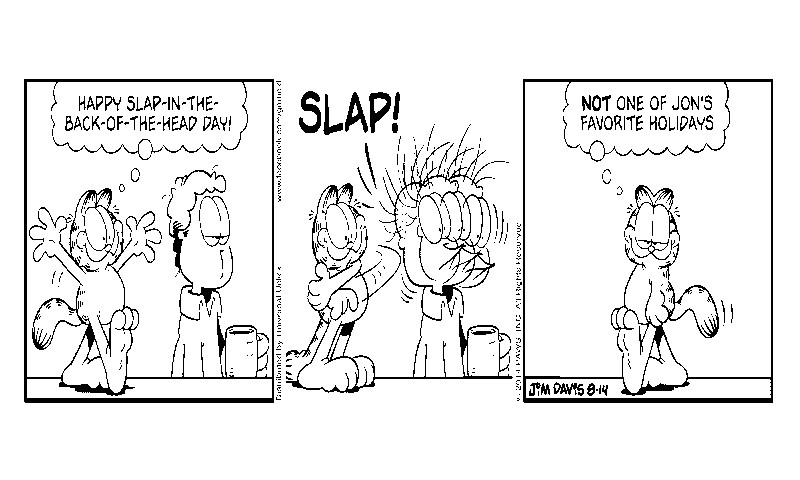 HAPPY SLAP-IN-THE-
BACK-OF-THE-HEAD DAY!
SLAP!
NOT ONE OF JON'S
FAVORITE HOLIDAYS
JIM DAVIS 8-14